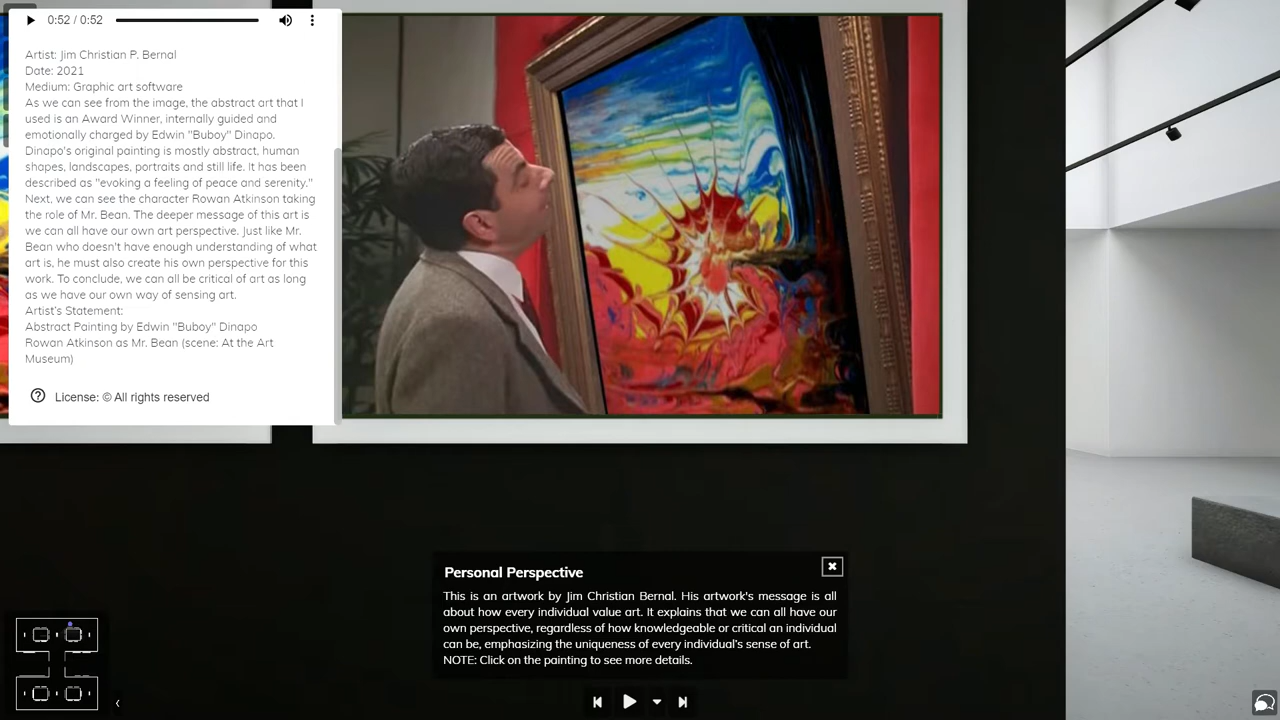 0:52 / 0:52
Artist: Jim Christian P. Bernal
Date: 2021
Medium: Graphic art software
As we can see from the image, the abstract art that I
used is an Award Winner, internally guided and
emotionally charged by Edwin "Buboy" Dinapo.
Dinapo's original painting is mostly abstract, human
shapes, landscapes, portraits and still life. It has been
described as "evoking a feeling of peace and serenity."
Next, we can see the character Rowan Atkinson taking
the role of Mr. Bean. The deeper message of this art is
we can all have our own art perspective. Just like Mr.
Bean who doesn't have enough understanding of what
art is, he must also create his own perspective for this
work. To conclude, we can all be critical of art as long
as we have our own way of sensing art.
Artist's Statement:
Abstract Painting by Edwin "Buboy" Dinapo
Rowan Atkinson as Mr. Bean (scene: At the Art
Museum)
License: © All rights reserved
Personal Perspective
This is an artwork by Jim Christian Bernal. His artwork's message is all
about how every individual value art. It explains that we can all have our
own perspective, regardless of how knowledgeable or critical an individual
can be, emphasizing the uniqueness of every individual's sense of art.
NOTE: Click on the painting to see more details.